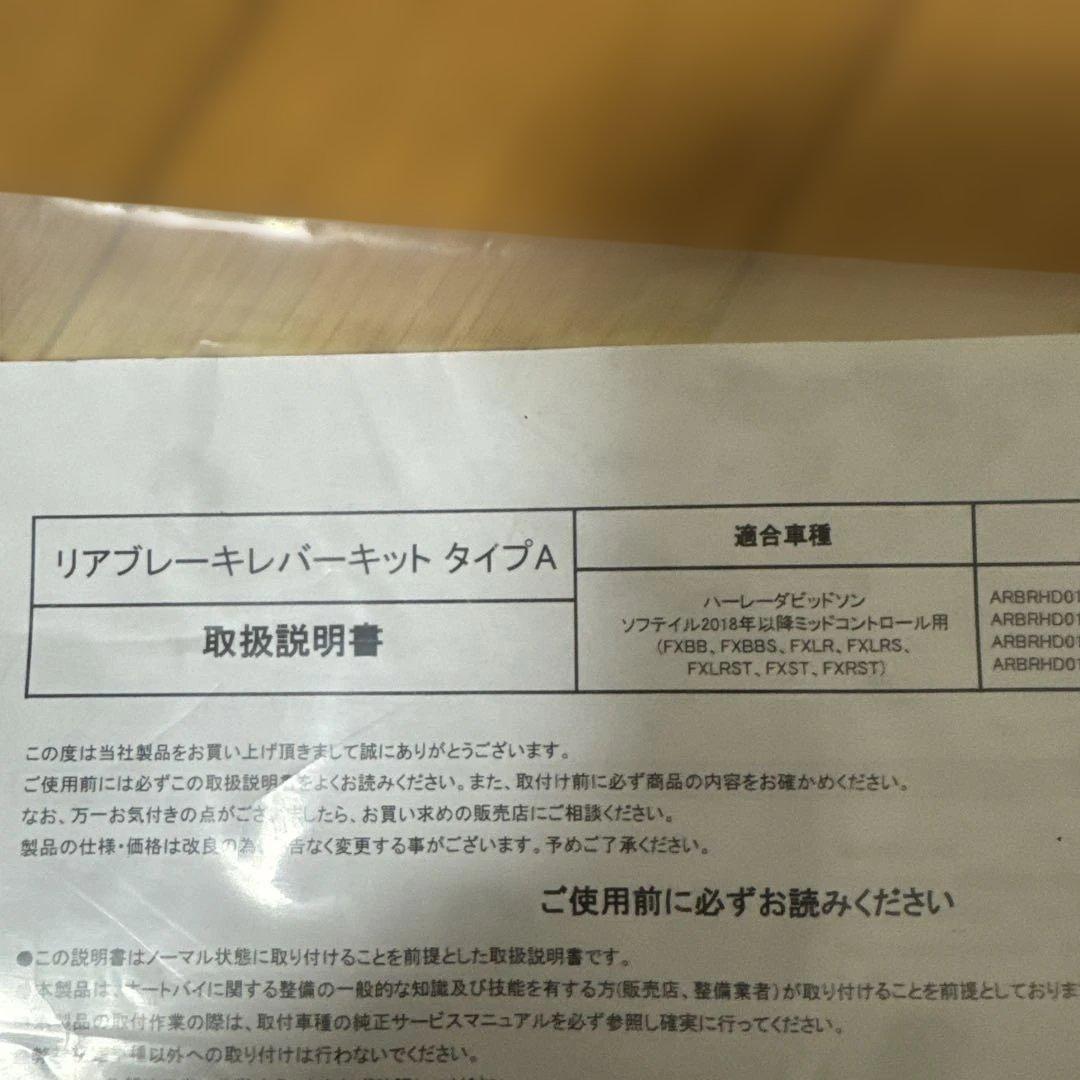 リアブレーキレバーキット タイプA
取扱説明書
適合車種
ハーレーダビッドソン
ソフテイル2018年以降ミッドコントロール用
(FXBB、FXBBS、FXLR、FXLRS、
FXLRST、FXST、FXRST)
ARBRHD01
ARBRHD01
ARBRHD01
ARBRHD01
この度は当社製品をお買い上げ頂きまして誠にありがとうございます。
ご使用前には必ずこの取扱説明書をよくお読みください。また、取付け前に必ず商品の内容をお確かめください。
なお、万一お気付きの点がござ ましたら、お買い求めの販売店にご相談ください。
製品の仕様・価格は改良の為 告なく変更する事がございます。予めご了承ください。
ご使用前に必ずお読みください
●この説明書はノーマル状態に取り付けることを前提とした取扱説明書です。
本製品は、オートバイに関する整備の一般的な知識及び技能を有する方(販売店、整備業者)が取り付けることを前提としておりま
製品の取付作業の際は、取付車種の純正サービスマニュアルを必ず参照し確実に行ってください。
種以外への取り付けは行わないでください。